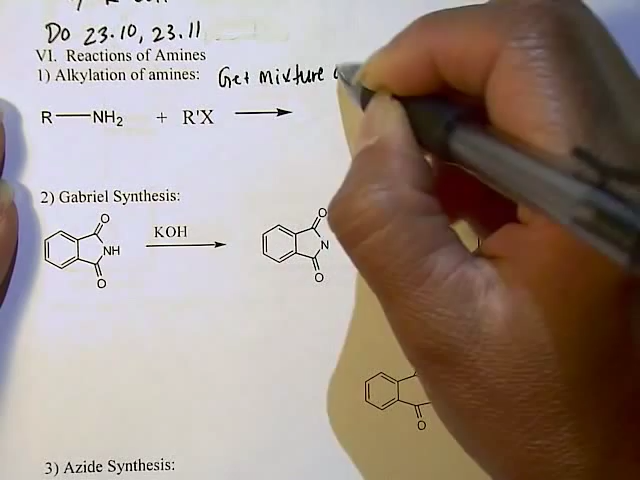 Do 23.10, 23.11
VI. Reactions of Amines
1) Alkylation of amines: Get mixture
R NH2 + R'X
2) Gabriel Synthesis:
O O
KOH
NH N
O O
O
3) Azide Synthesis: